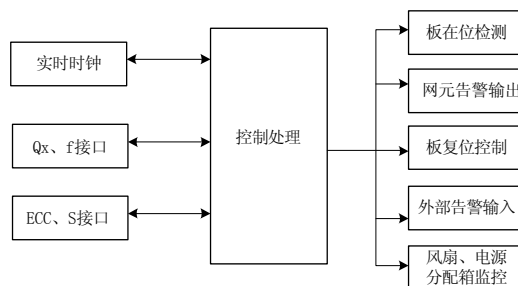 实时时钟
Qx、f接口
ECC、S接口
控制处理
板在位检测
网元告警输出
板复位控制
外部告警输入
风扇、电源
分配箱监控